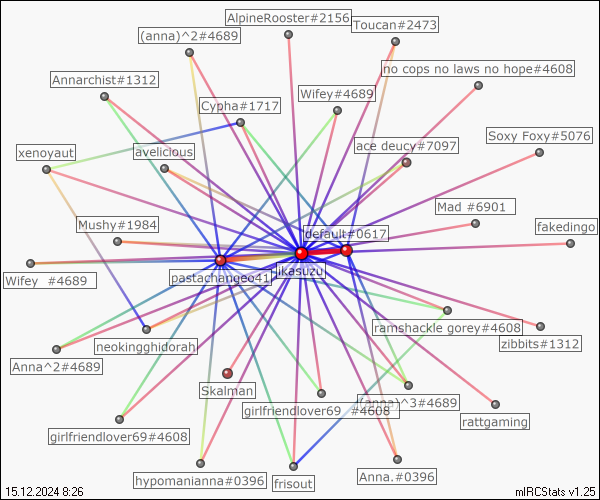 AlpineRooster#2156
Toucan#2473
(anna)^2#4689
no cops no laws no hope#4608
Annarchist#1312
Wifey#4689
Cypha#1717
Soxy Foxy#5076
ace deucy#7097
xenoyaut
avelicious
Mad #6901
Mushy#1984
fakedingo
default#0617
Wifey  #4689
pastachangeo41
iKasuzu
ramshackle gorey#4608
zibbits#1312
neokingghidorah
Anna^2#4689
Skalman
(anna)^3#4689
girlfriendlover69  #4608
rattgaming
girlfriendlover69#4608
hypomanianna#0396
Anna.#0396
frisout
15.12.2024 8:26
mIRCStats v1.25